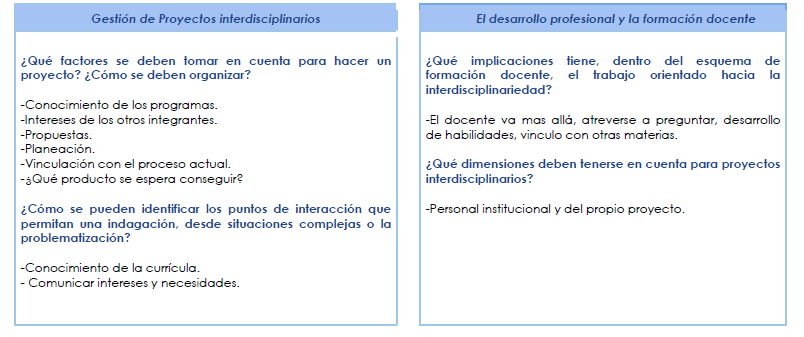 Gestión de Proyectos interdisciplinarios
¿Qué factores se deben tomar en cuenta para hacer un
proyecto? ¿Cómo se deben organizar?
-Conocimiento de los programas.
-Intereses de los otros integrantes.
-Propuestas.
-Planeación.
-Vinculación con el proceso actual.
-¿Qué producto se espera conseguir?
¿Cómo se pueden identificar los puntos de interacción que
permitan una indagación, desde situaciones complejas o la
problematización?
-Conocimiento de la currícula.
- Comunicar intereses y necesidades.
El desarrollo profesional y la formación docente
¿Qué implicaciones tiene, dentro del esquema de
formación docente, el trabajo orientado hacia la
interdisciplinariedad?
-El docente va mas allá, atreverse a preguntar, desarrollo
de habilidades, vinculo con otras materias.
¿Qué dimensiones deben tenerse en cuenta para proyectos
interdisciplinarios?
-Personal institucional y del propio proyecto.